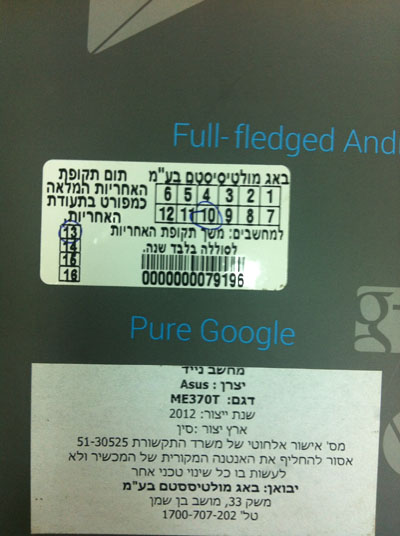 Full-fledged And
באג מולטיסיסטם בע"מ
6 5 4 3 2 1
12 11 10 9 8 7
תום תקופת
האחריות המלאה
כמפורט בתעודת
האחריות
13
14
15
16
למחשבים: משך תקופת האחריות
לסוללה בלבד שנה.
0000000079196
Pure Google
g+
מחשב נייד
יצרן: Asus
דגם: ME370T
שנת ייצור: 2012
ארץ יצור: סין
מס' אישור אלחוטי של משרד התקשורת 51-30525
אסור להחליף את האנטנה המקורית של המכשיר ולא
לעשות בו כל שינוי טכני אחר
יבואן: באג מולטיססטם בע"מ
משק 33, מושב בן שמן
טל' 1700-707-202